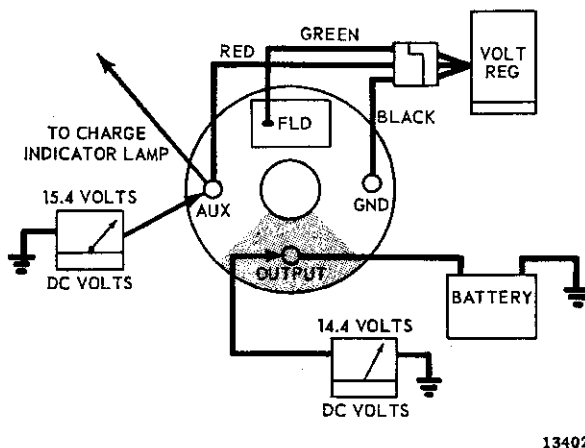 GREEN
RED
VOLT
REG
FLD
BLACK
TO CHARGE
INDICATOR LAMP
15.4 VOLTS
AUX
GND
DC VOLTS
OUTPUT
BATTERY
14.4 VOLTS
DC VOLTS
13402